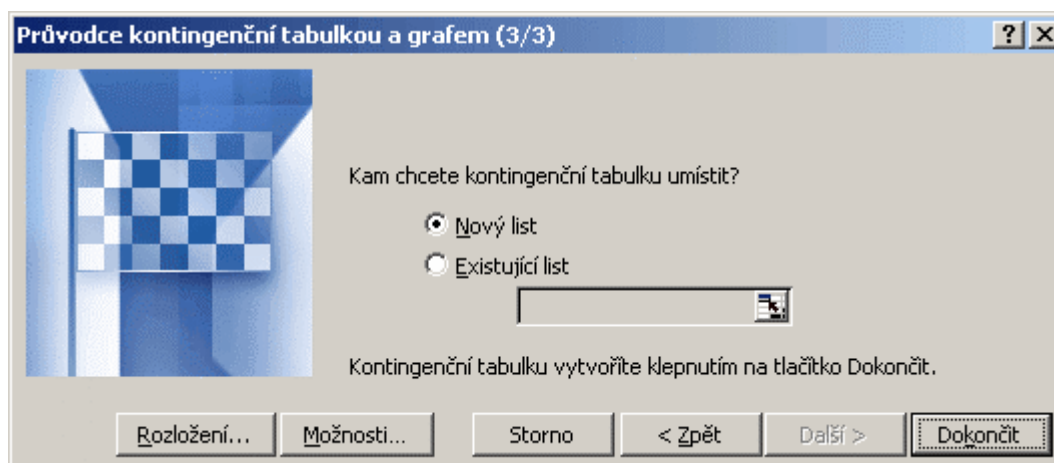 Průvodce kontingenční tabulkou a grafem (3/3)
Kam chcete kontingenční tabulku umístit?
Nový list
Existující list
Kontingenční tabulku vytvoříte klepnutím na tlačítko Dokončit.
Rozložení... Možnosti... Storno < Zpět Další > Dokončit